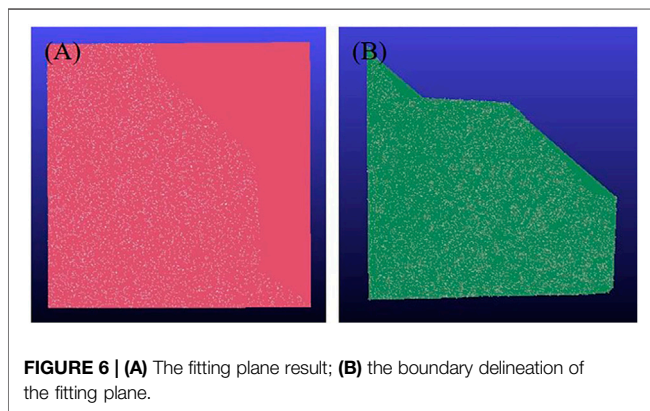 (A)
(B)
FIGURE 6 | (A) The fitting plane result; (B) the boundary delineation of
the fitting plane.